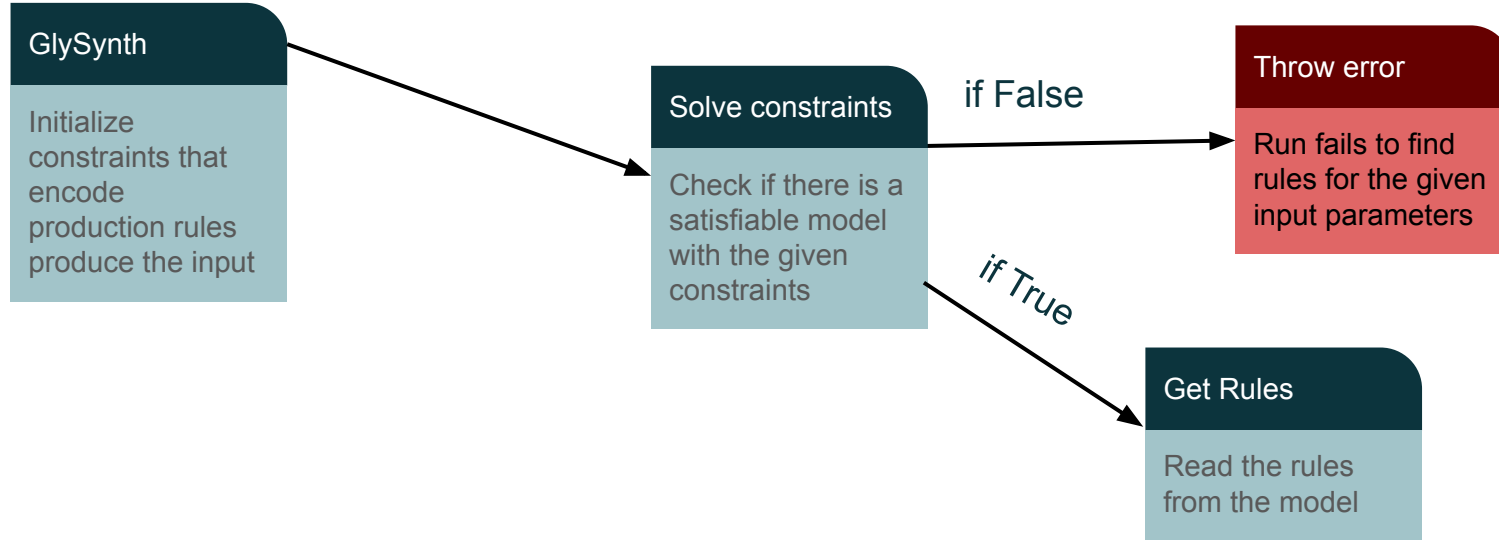 GlySynth
Initialize
constraints that
encode
production rules
produce the input
Solve constraints
Check if there is a
satisfiable model
with the given
constraints
if False
Throw error
Run fails to find
rules for the given
input parameters
if True
Get Rules
Read the rules
from the model